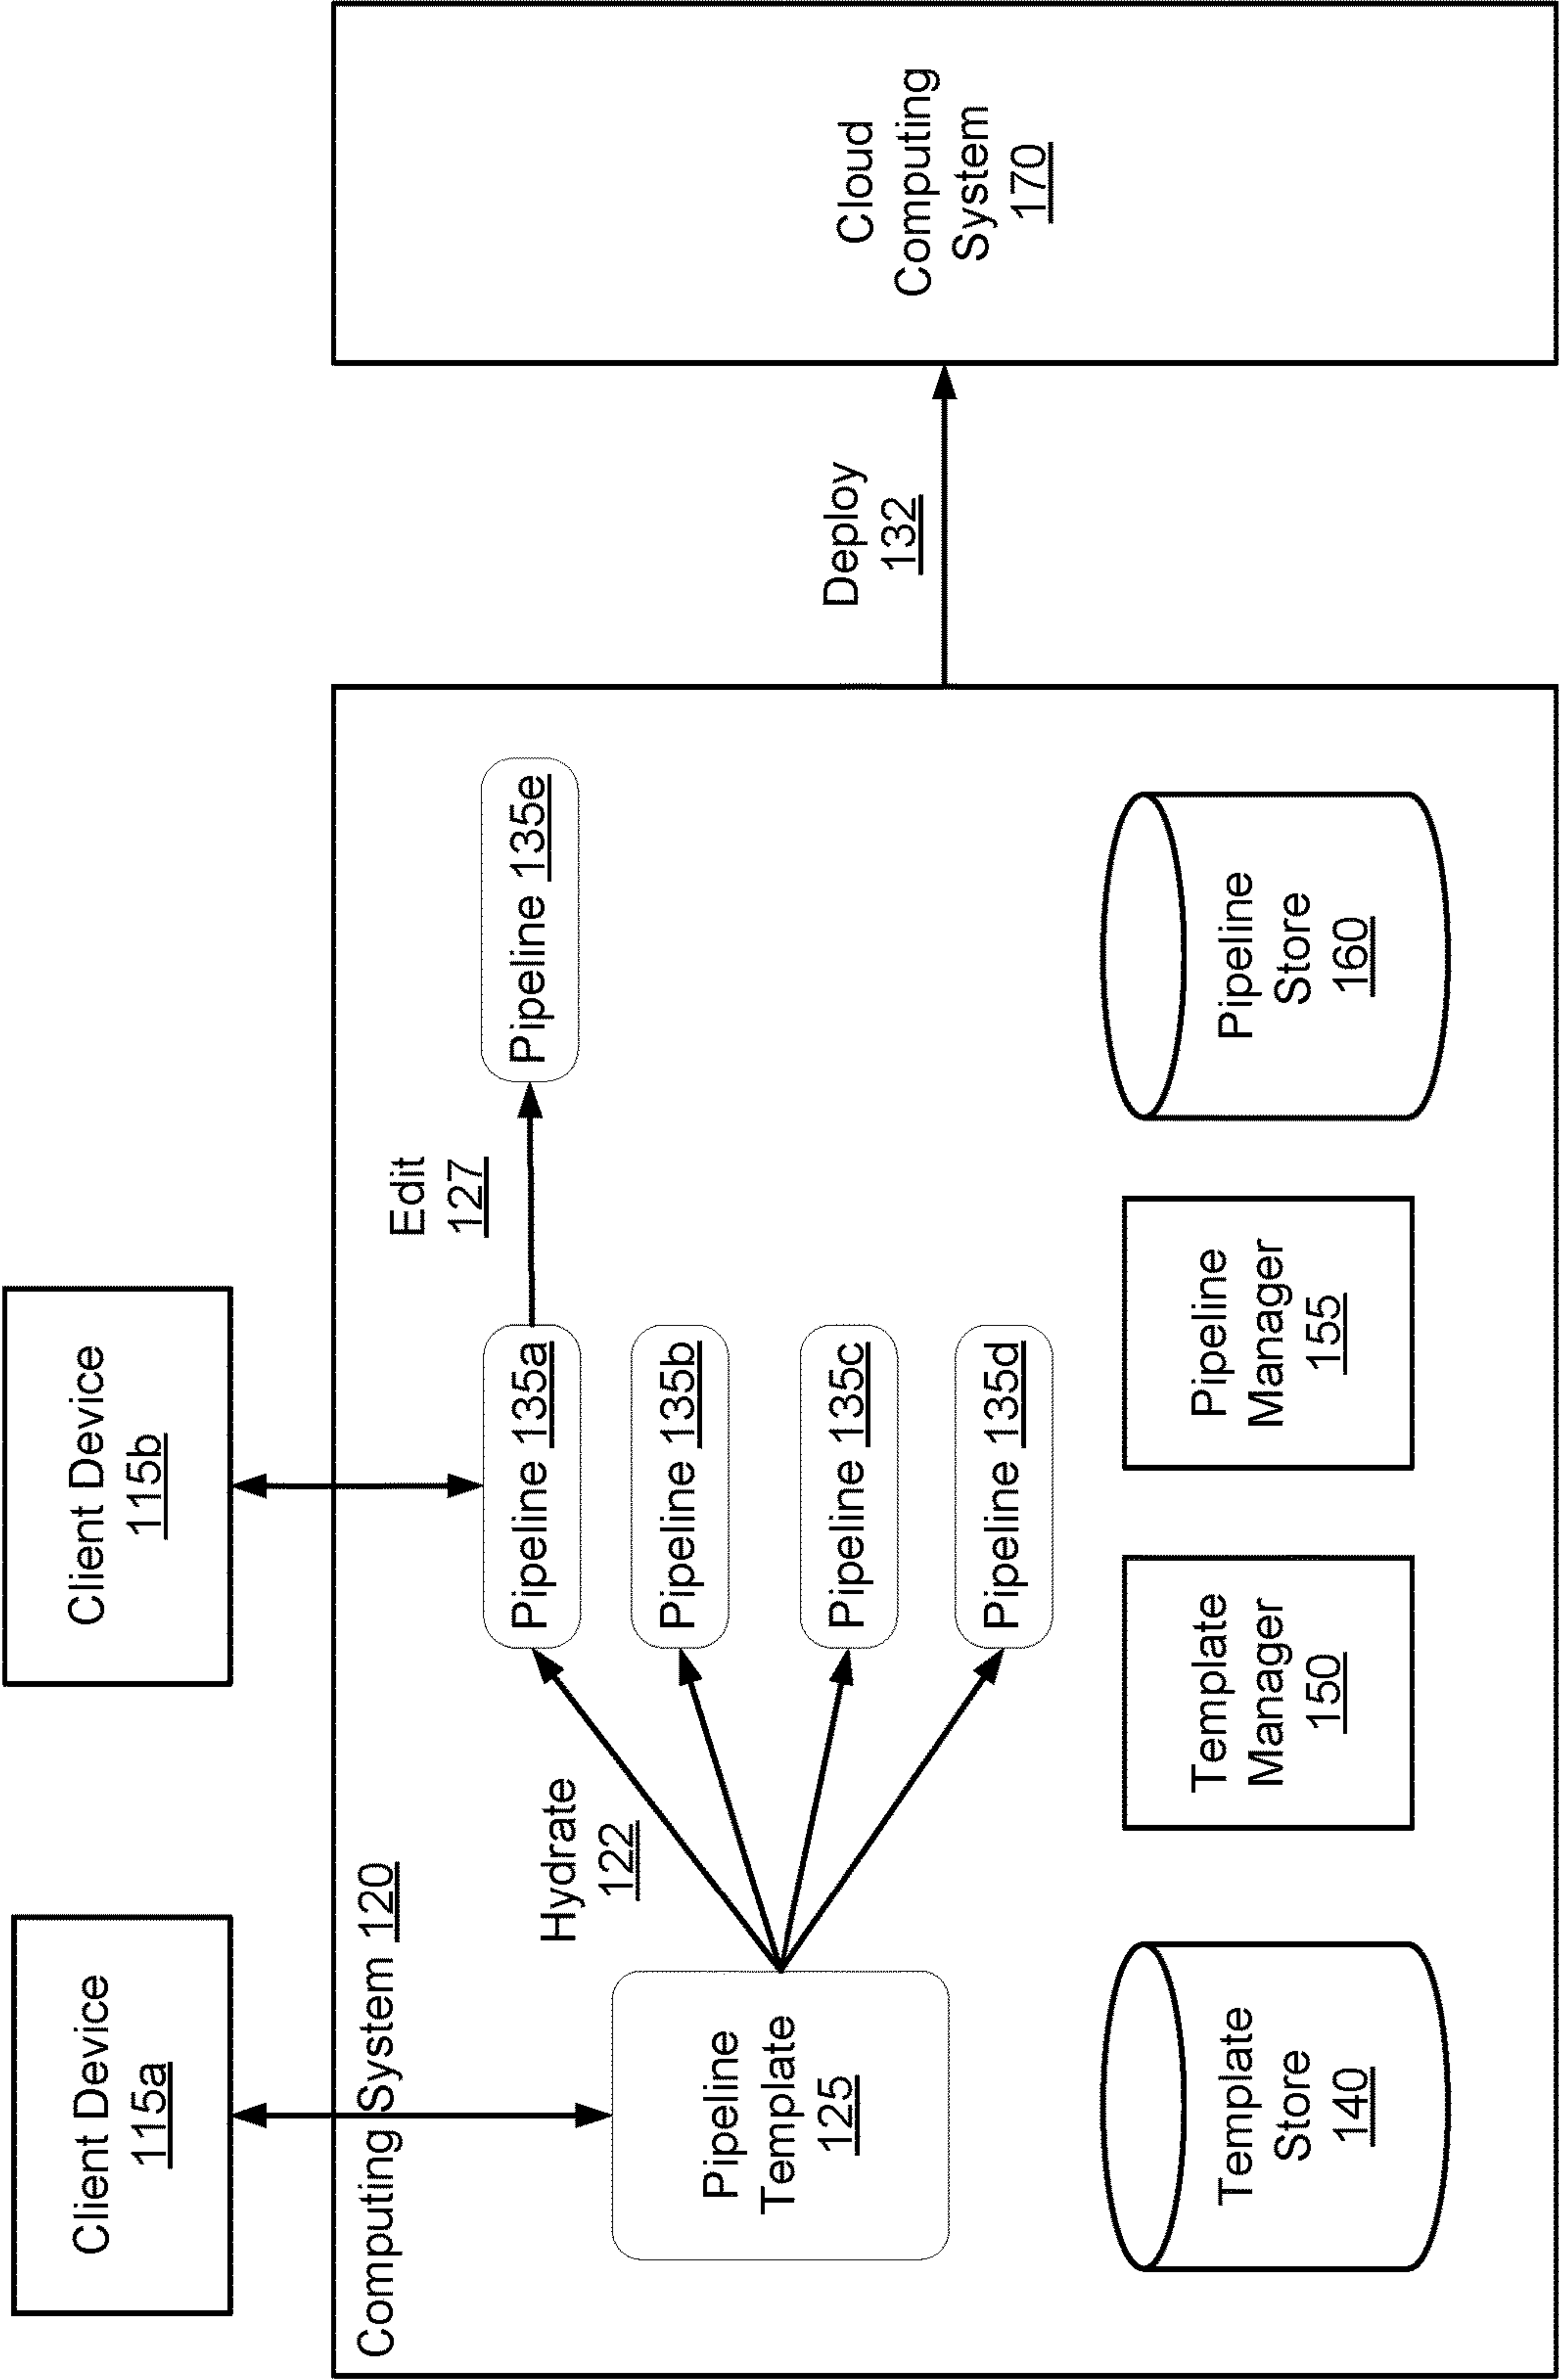 Client Device
115a
Client Device
115b
Computing System 120
Hydrate
122
Edit
127
Pipeline 135a
Pipeline 135e
Pipeline 135b
Pipeline 135c
Pipeline 135d
Pipeline
Template
125
Deploy
132
Cloud
Computing
System
170
Template
Store
140
Template
Manager
150
Pipeline
Manager
155
Pipeline
Store
160